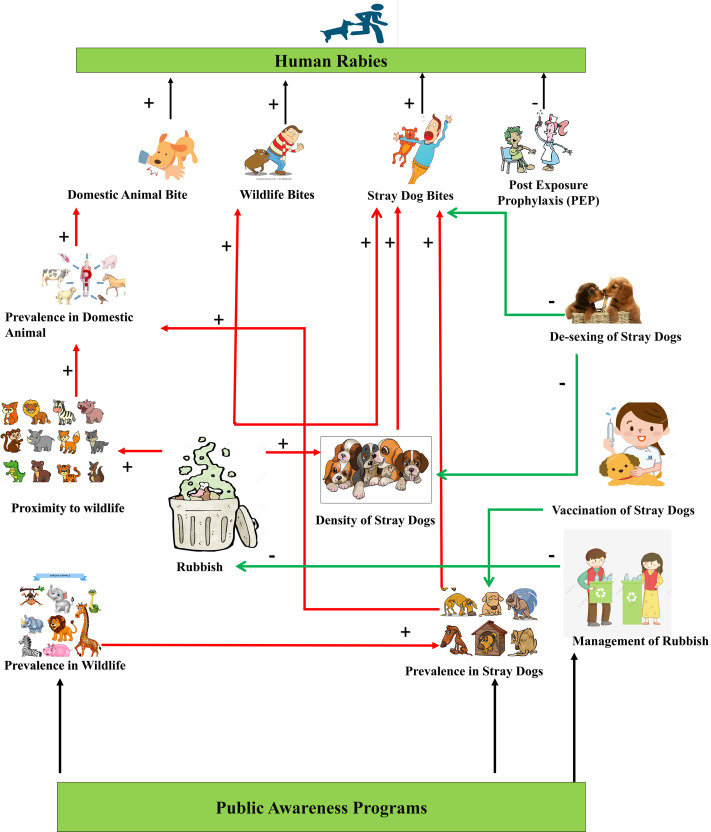 Human Rabies
+
+
+
-
Domestic Animal Bite
Wildlife Bites
Stray Dog Bites
Post Exposure
Prophylaxis (PEP)
+
+
+
+
+
Prevalence in Domestic
Animal
+
-
De-sexing of Stray Dogs
+
-
+
+
Proximity to wildlife
Density of Stray Dogs
Vaccination of Stray Dogs
Rubbish
-
-
Prevalence in Wildlife
+
Prevalence in Stray Dogs
Management of Rubbish
Public Awareness Programs